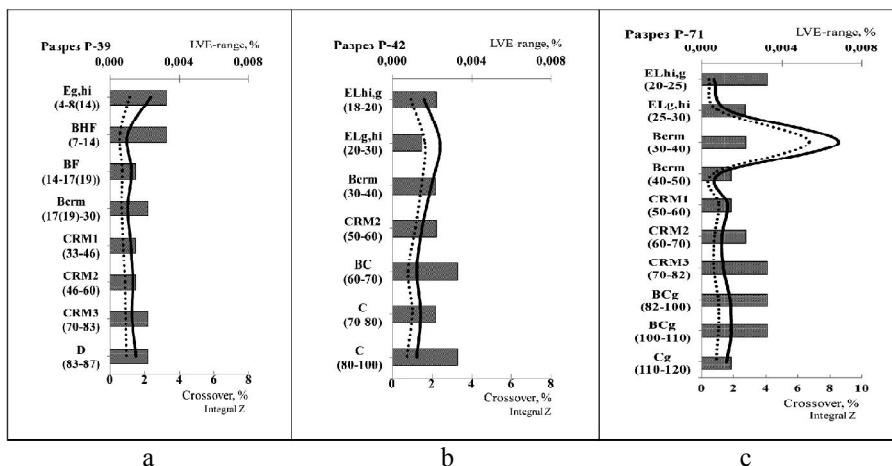 Разрез Р-39
LVE-range, %
0,000 0,004 0,008
Eg,hi
(4-8(14))
BHF
(7-14)
BF
(14-17(19))
Bcrm
(17(19)-30)
CRM1
(33-46)
CRM2
(46-60)
CRM3
(70-83)
D
(83-87)
0 2 4 6 8
Crossover, %
Integral Z
a
Разрез Р-42
LVE-range, %
0,000 0,004 0,008
ELhi,g
(18-20)
ELg,hi
(20-30)
Bcrm
(30-40)
CRM2
(50-60)
BC
(60-70)
C
(70-80)
C
(80-100)
0 2 4 6 8
Crossover, %
Integral Z
b
Разрез Р-71
LVF-range, %
0,000 0,004 0,008
ELhi,g
(20-25)
ELg,hi
(25-30)
Bcrm
(30-40)
Bcrm
(40-50)
CRM1
(50-60)
CRM2
(60-70)
CRM3
(70-82)
BCg
(82-100)
BCg
(100-110)
Cg
(110-120)
0 2 4 6 8 10
Crossover, %
Integral Z
c